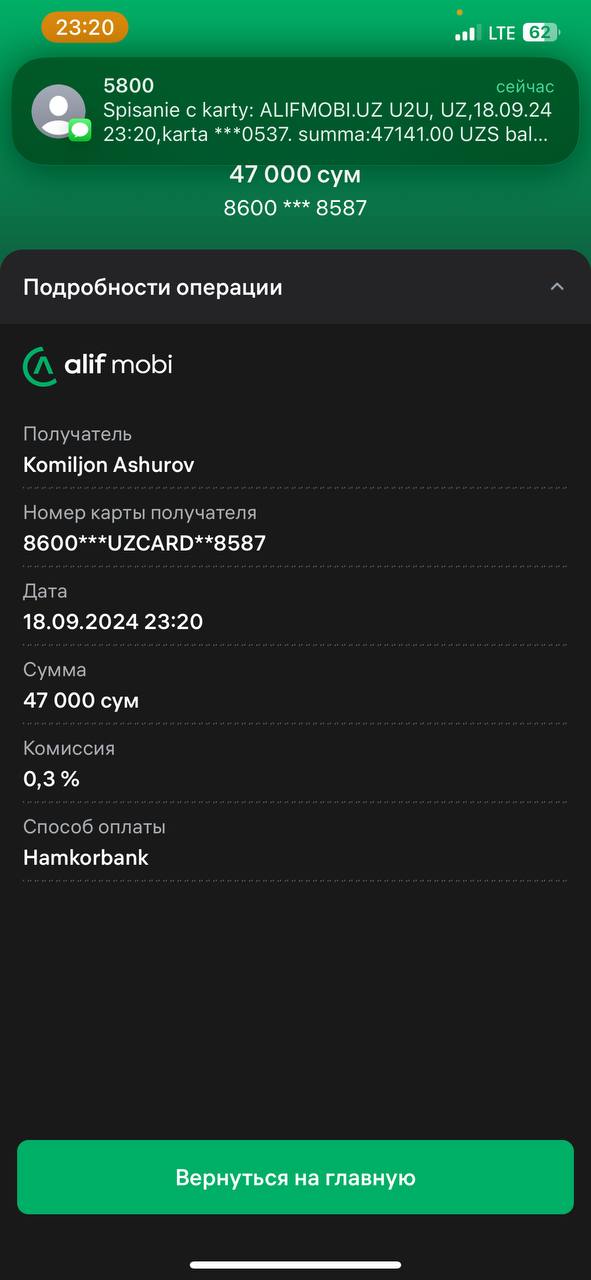 23:20
LTE 62
5800 сейчас
Spisanie c karty: ALIFMOBI.UZ U2U, UZ,18.09.24
23:20,karta ***0537. summa:47141.00 UZS bal...
47 000 сум
8600 *** 8587
Подробности операции
alif mobi
Получатель
Komiljon Ashurov
Номер карты получателя
8600***UZCARD**8587
Дата
18.09.2024 23:20
Сумма
47 000 сум
Комиссия
0,3 %
Способ оплаты
Hamkorbank
Вернуться на главную